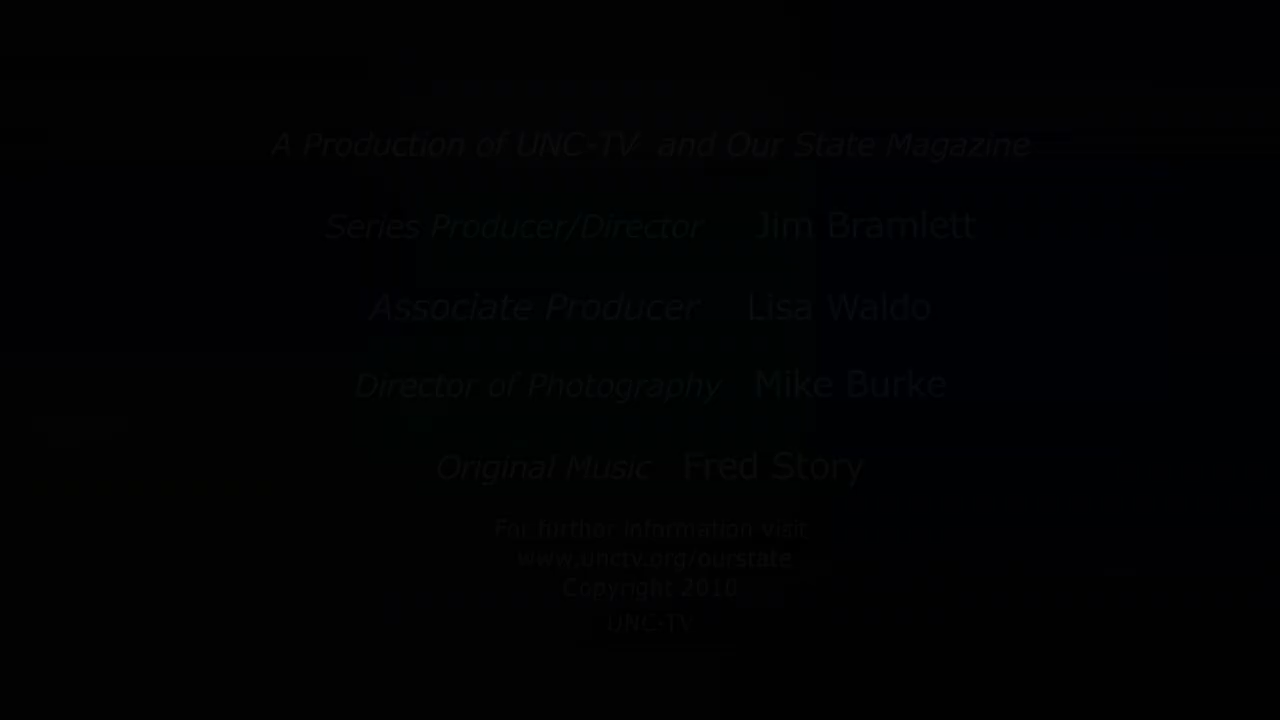 A Production of UNC-TV and Our State Magazine
Series Producer/Director Jim Bramlett
Associate Producer Lisa Waldo
Director of Photography Mike Burke
Original Music Fred Story
For further information visit
www.unctv.org/ourstate
Copyright 2010
UNC-TV